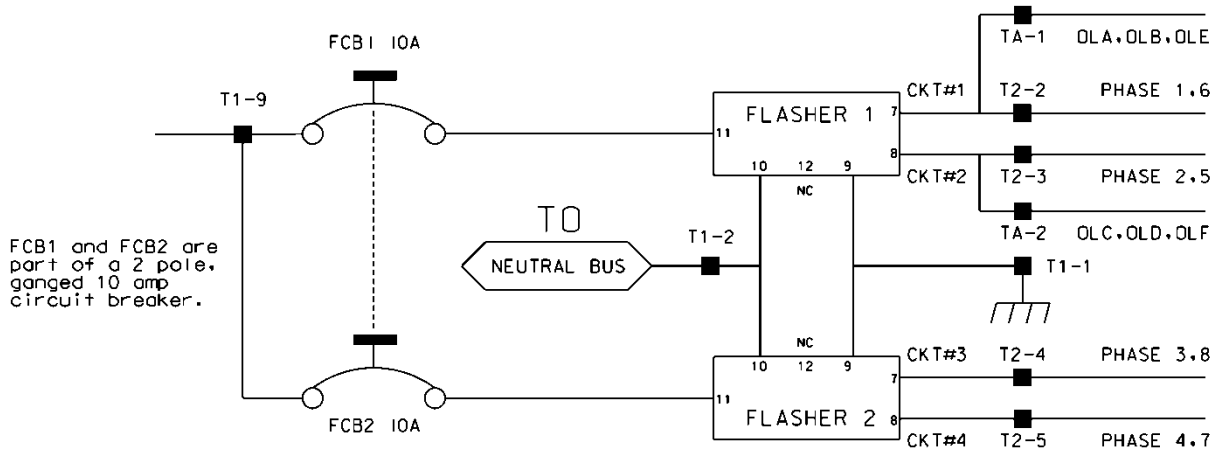 FCB1 10A
T1-9
FCB1 and FCB2 are
part of a 2 pole,
ganged 10 amp
circuit breaker.
FCB2 10A
TO
NEUTRAL BUS
T1-2
FLASHER 1
11
7
8
10 12 9
NC
CKT#1
CKT#2
TA-1 OLA,OLB,OLE
T2-2 PHASE 1,6
T2-3 PHASE 2,5
TA-2 OLC,OLD,OLF
T1-1
NC
10 12 9
11
7
8
FLASHER 2
CKT#3 T2-4 PHASE 3,8
CKT#4 T2-5 PHASE 4,7